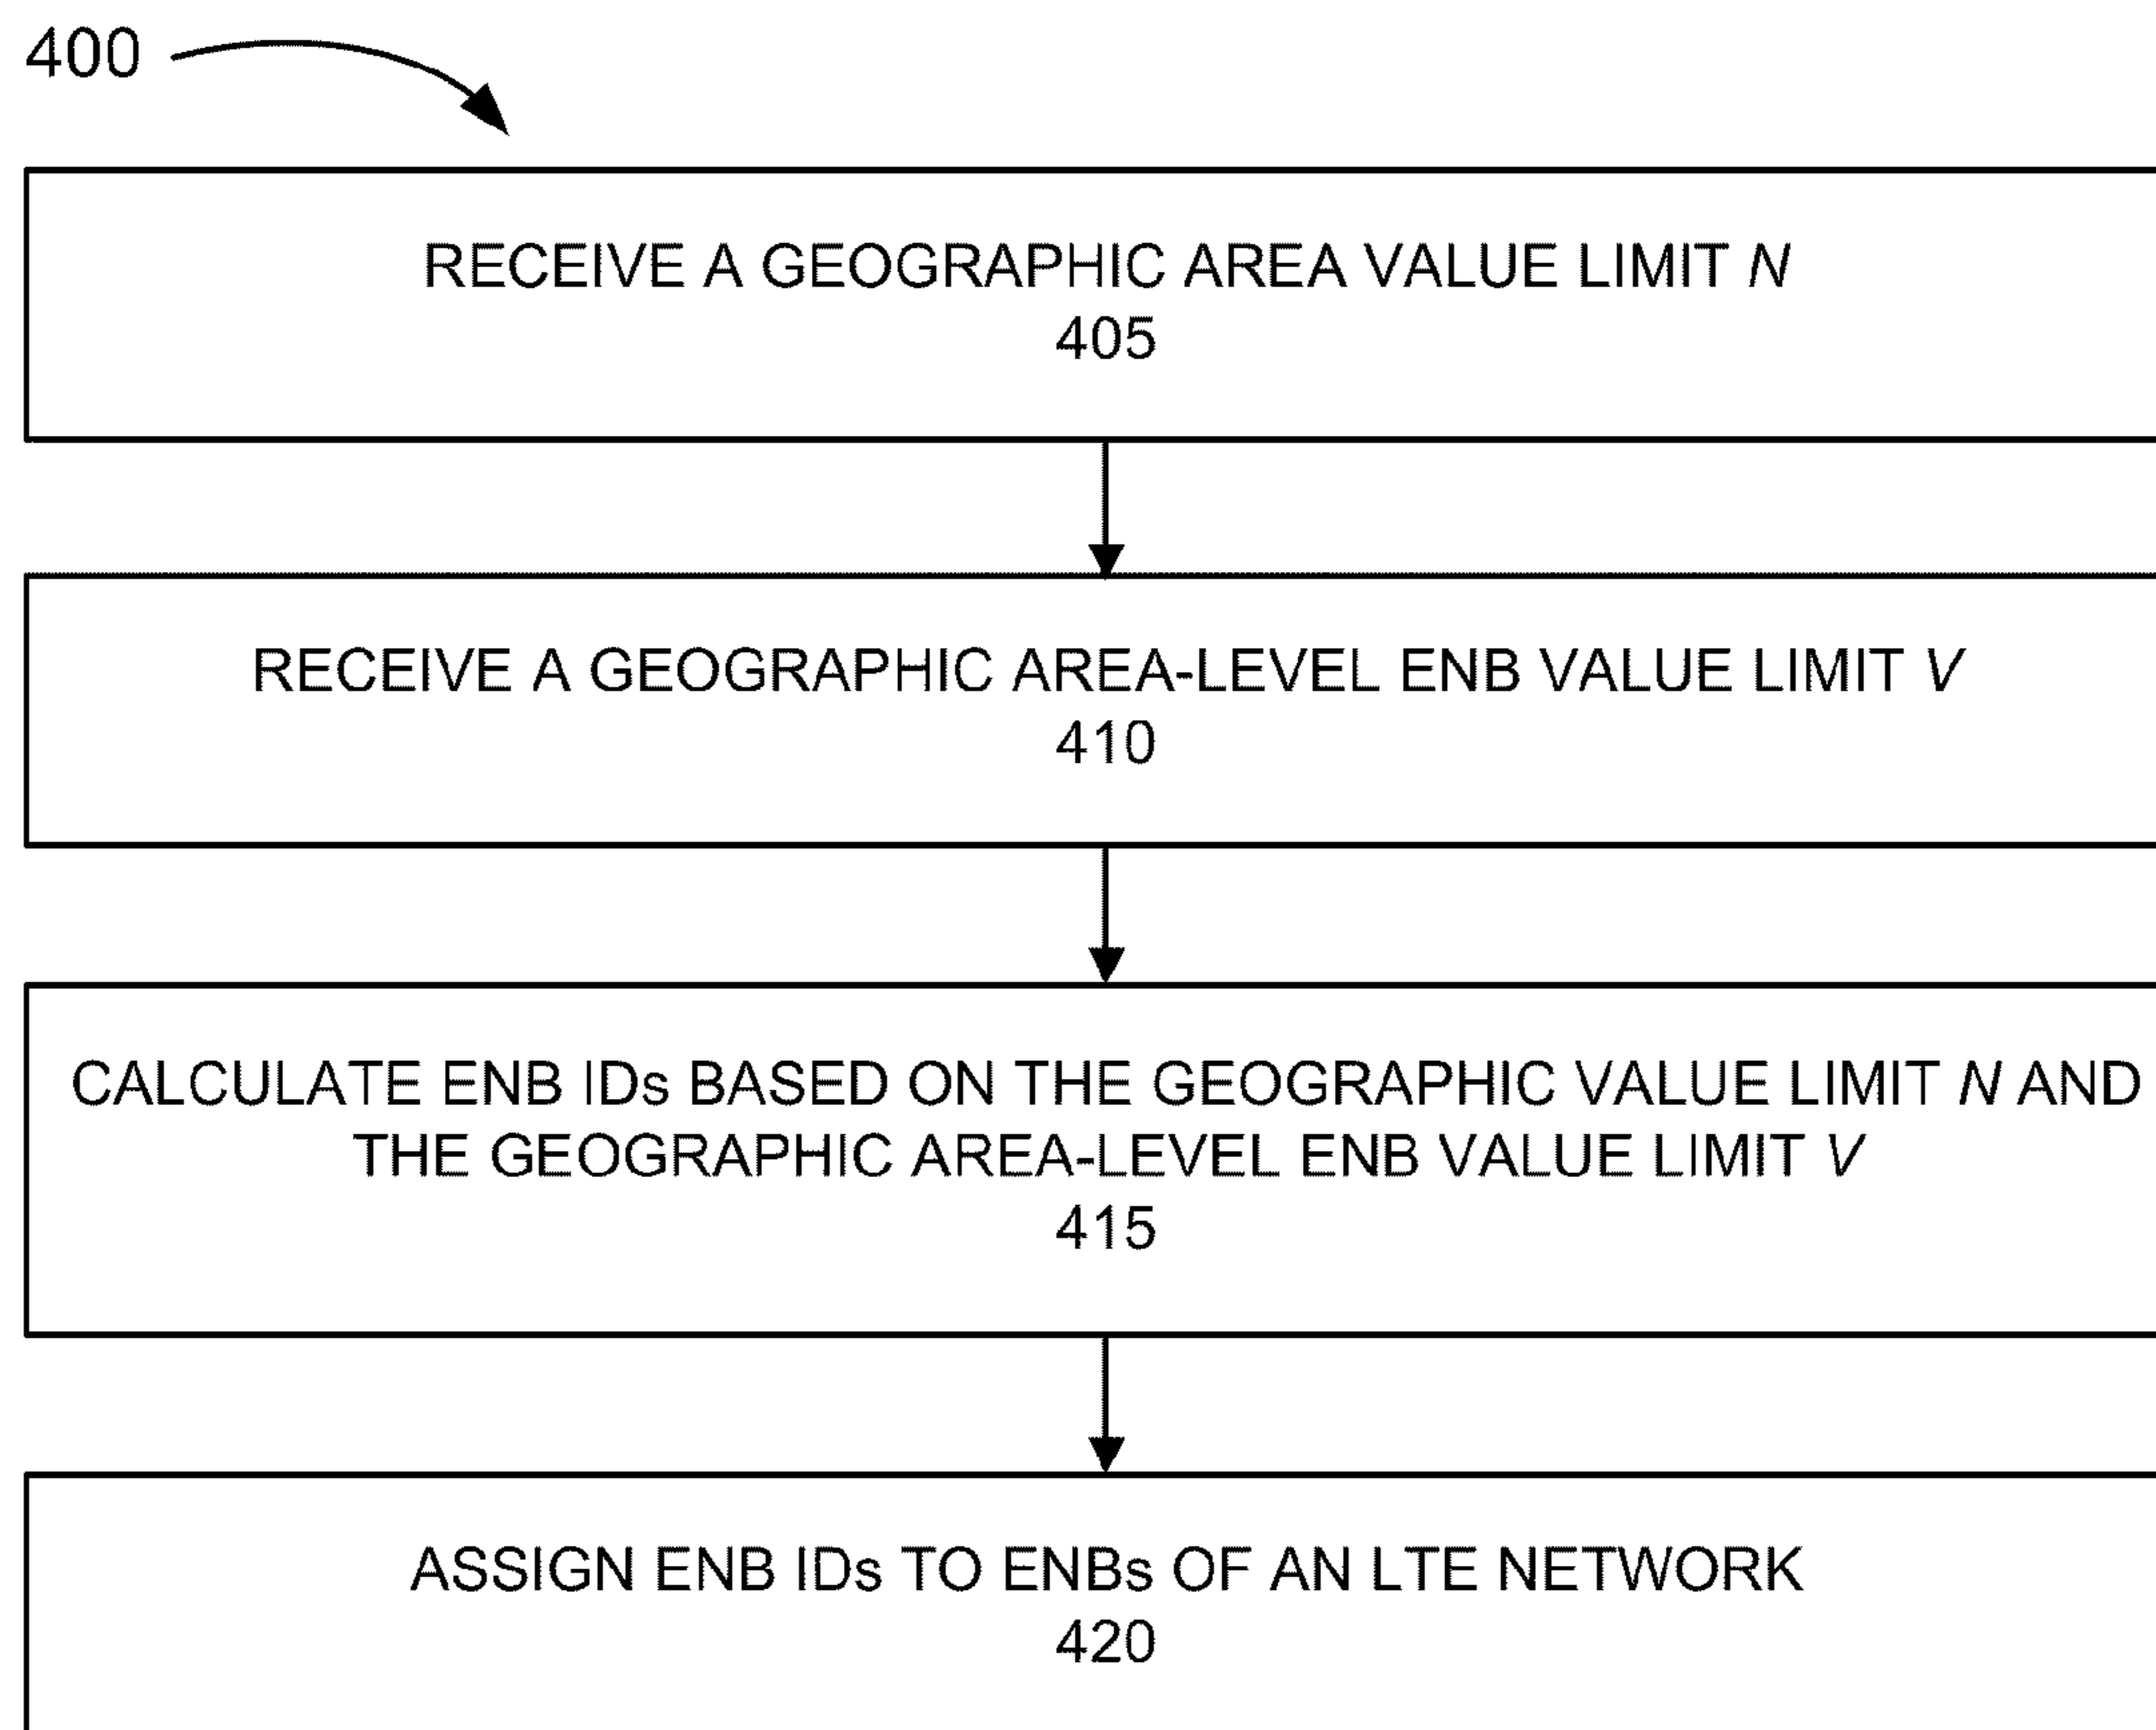 400
RECEIVE A GEOGRAPHIC AREA VALUE LIMIT N
405
RECEIVE A GEOGRAPHIC AREA-LEVEL ENB VALUE LIMIT V
410
CALCULATE ENB IDs BASED ON THE GEOGRAPHIC VALUE LIMIT N AND
THE GEOGRAPHIC AREA-LEVEL ENB VALUE LIMIT V
415
ASSIGN ENB IDs TO ENBs OF AN LTE NETWORK
420